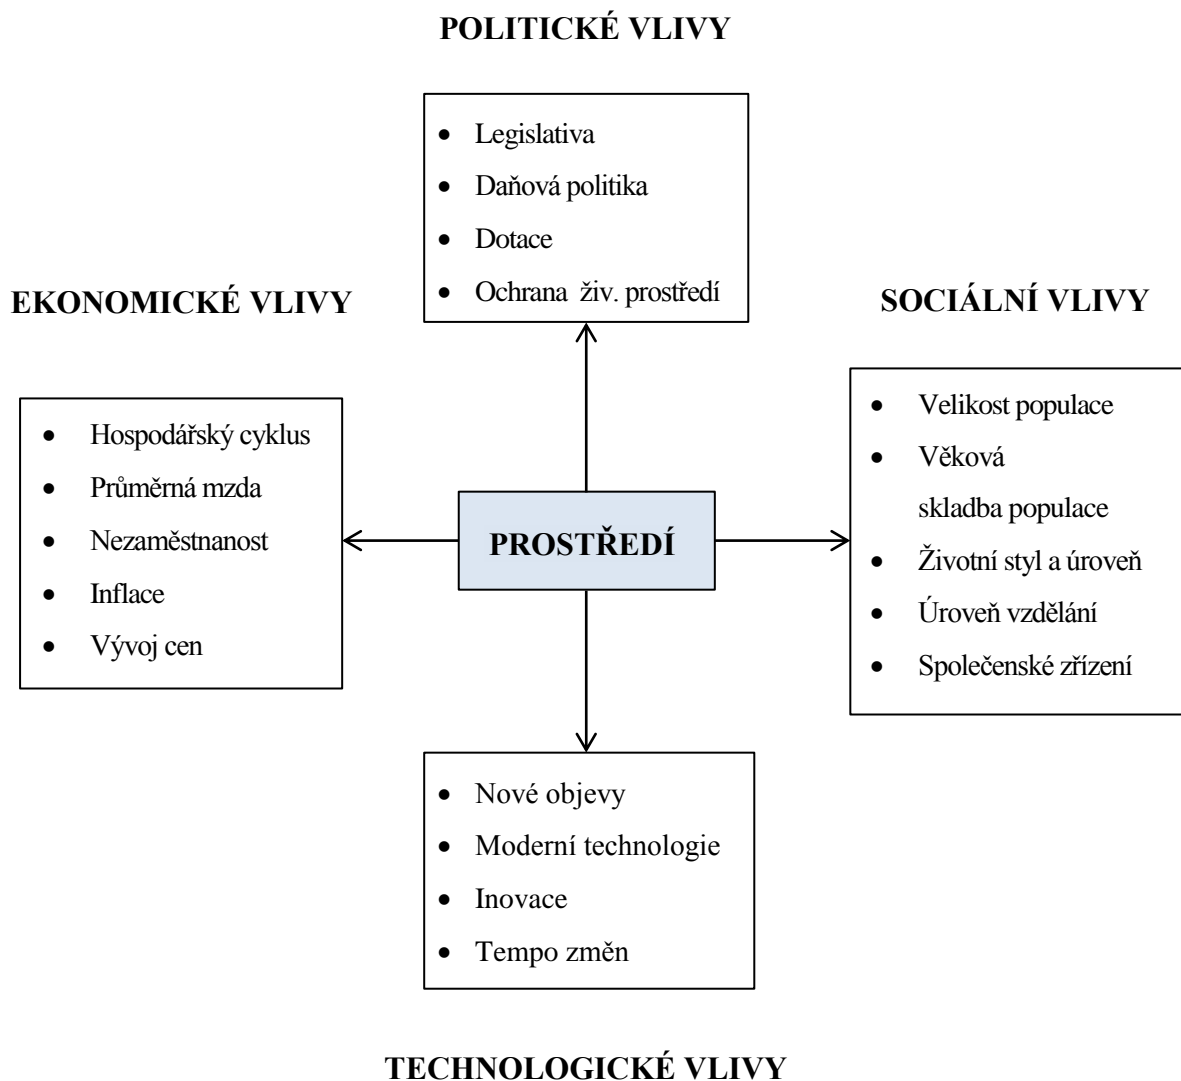 POLITICKÉ VLIVY
• Legislativa
• Daňová politika
• Dotace
• Ochrana živ. prostředí
EKONOMICKÉ VLIVY
• Hospodářský cyklus
• Průměrná mzda
• Nezaměstnanost
• Inflace
• Vývoj cen
PROSTŘEDÍ
SOCIÁLNÍ VLIVY
• Velikost populace
• Věková
skladba populace
• Životní styl a úroveň
• Úroveň vzdělání
• Společenské zřízení
• Nové objevy
• Moderní technologie
• Inovace
• Tempo změn
TECHNOLOGICKÉ VLIVY